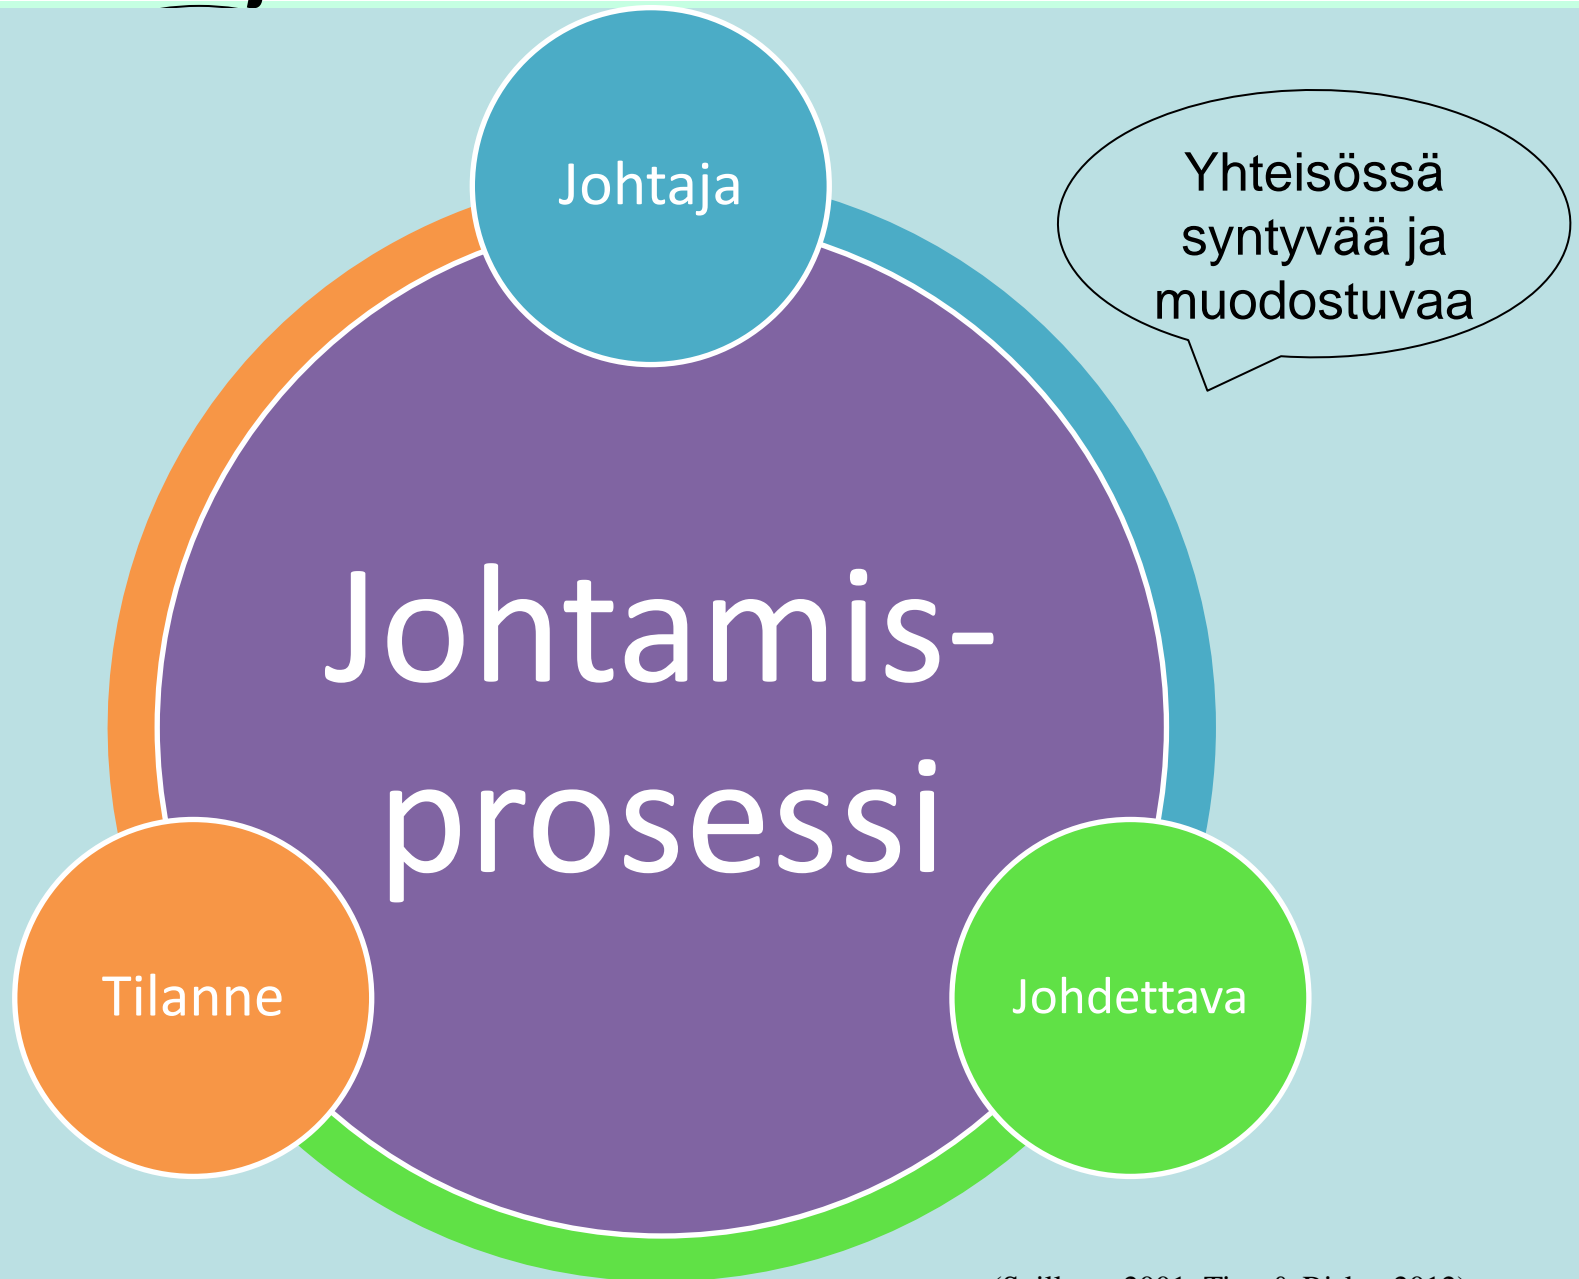 Johtaja
Yhteisössä
syntyvää ja
muodostuvaa
Johtamis-
prosessi
Tilanne
Johdettava